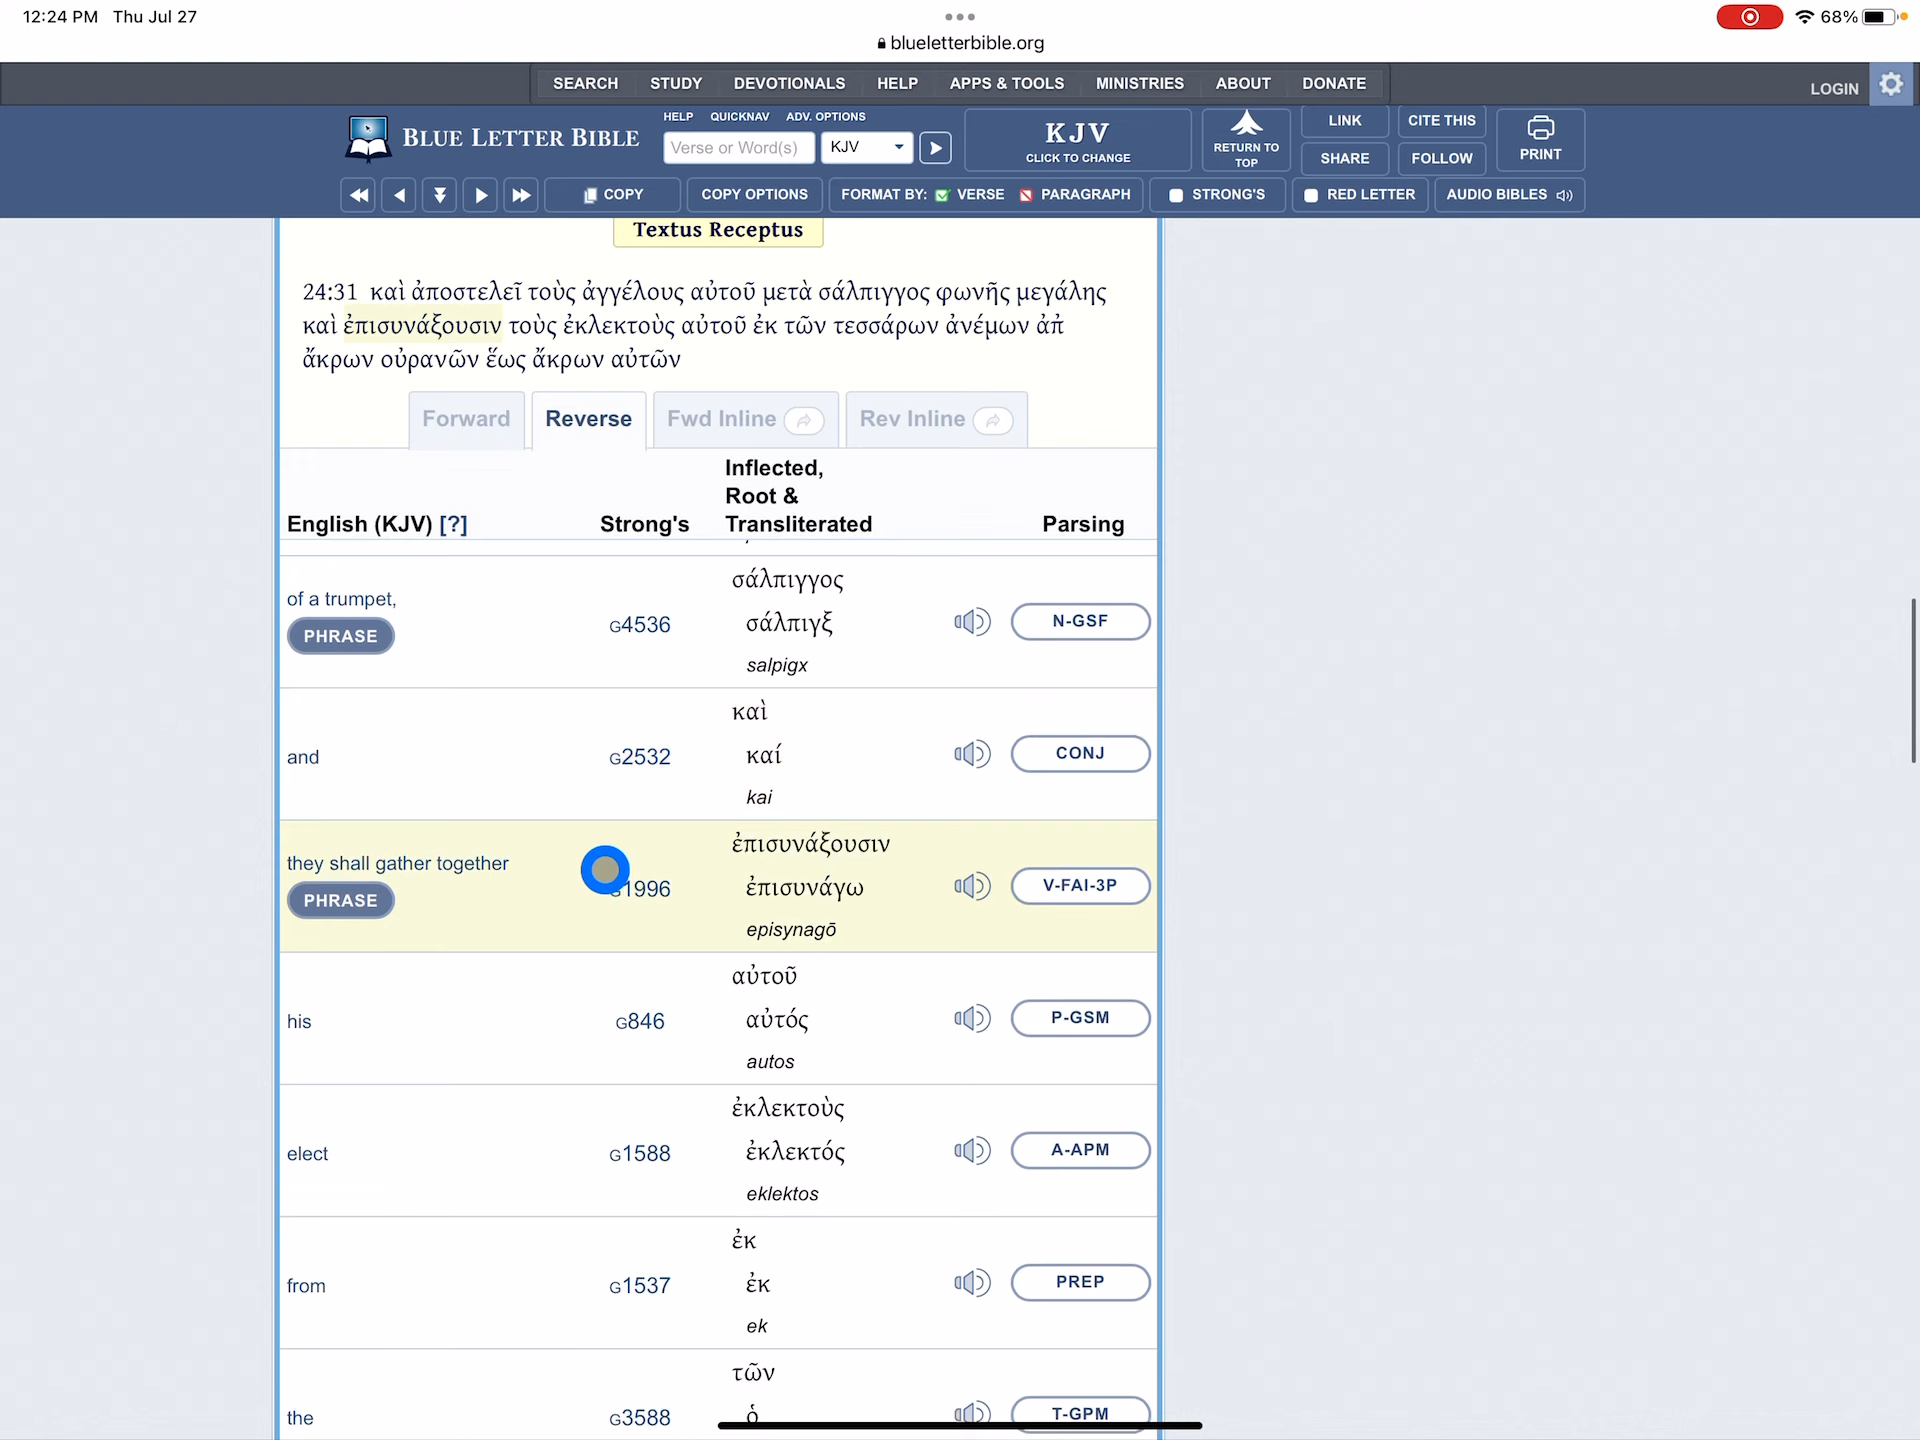 12:24 PM Thu Jul 27
68%
blueletterbible.org
SEARCH STUDY DEVOTIONALS HELP APPS & TOOLS MINISTRIES ABOUT DONATE LOGIN
BLUE LETTER BIBLE
HELP QUICKNAV ADV. OPTIONS
Verse or Word(s) KJV
KJV
CLICK TO CHANGE
RETURN TO TOP
LINK CITE THIS
SHARE FOLLOW
PRINT
COPY COPY OPTIONS FORMAT BY: VERSE PARAGRAPH STRONG'S RED LETTER AUDIO BIBLES
Textus Receptus
24:31 καὶ ἀποστελεῖ τοὺς ἀγγέλους αὐτοῦ μετὰ σάλπιγγος φωνῆς μεγάλης
καὶ ἐπισυνάξουσιν τοὺς ἐκλεκτοὺς αὐτοῦ ἐκ τῶν τεσσάρων ἀνέμων ἀπ̓
ἄκρων οὐρανῶν ἕως ἄκρων αὐτῶν
Forward Reverse Fwd Inline Rev Inline
Inflected,
Root &
English (KJV) [?] Strong's Transliterated Parsing
σάλπιγγος
of a trumpet,
PHRASE G4536 σάλπιγξ N-GSF
salpigx
καὶ
and G2532 καί CONJ
kai
ἐπισυνάξουσιν
they shall gather together
PHRASE G1996 ἐπισυνάγω V-FAI-3P
episynagō
αὐτοῦ
his G846 αὐτός P-GSM
autos
ἐκλεκτοὺς
elect G1588 ἐκλεκτός A-APM
eklektos
ἐκ
from G1537 ἐκ PREP
ek
τῶν
the G3588 ὁ T-GPM